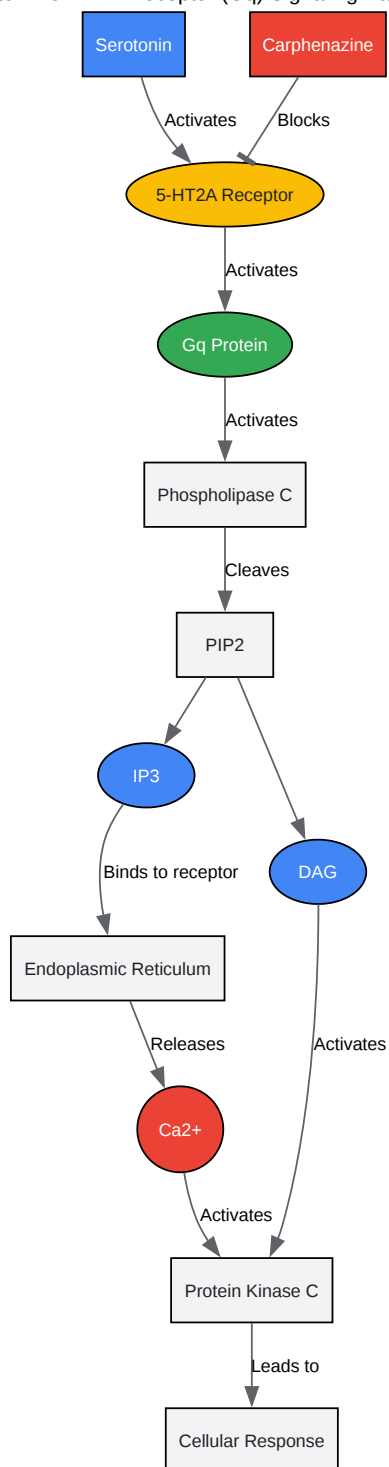 Serotonin
Carphenazine
Activates
Blocks
5-HT2A Receptor
Activates
Gq Protein
Activates
Phospholipase C
Cleaves
PIP2
IP3
DAG
Binds to receptor
Endoplasmic Reticulum
Releases
Activates
Ca2+
Activates
Protein Kinase C
Leads to
Cellular Response